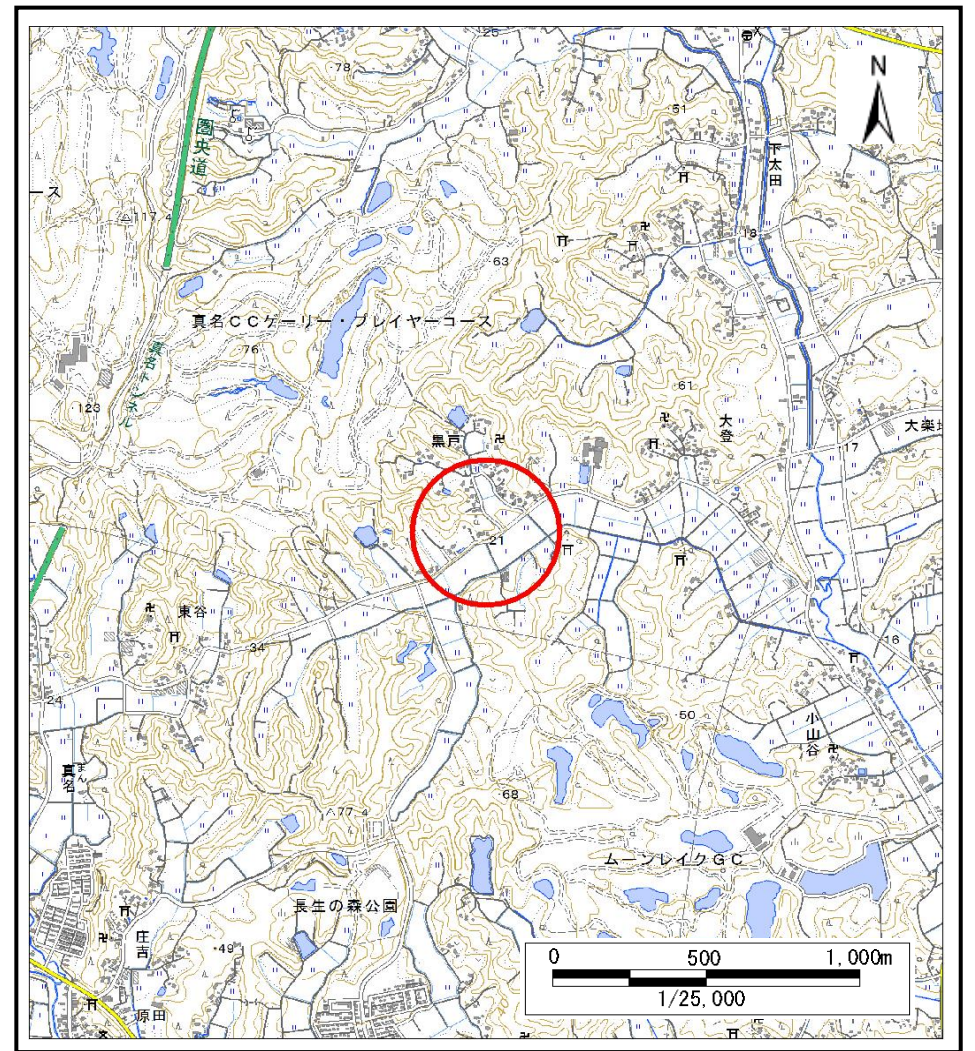 25
78
N
51
圏央道
下太田
ース
117.4
18
63
真名CCゲーリー・プレイヤーコース
真名トンネル
76
61
123
黒戸
大登
17
21
東谷
34
16
24
50
小山谷
真名
まんな
68
77.4
ムーンレイクGC
長生の森公園
庄吉
49
原田
0 500 1,000m
1/25,000